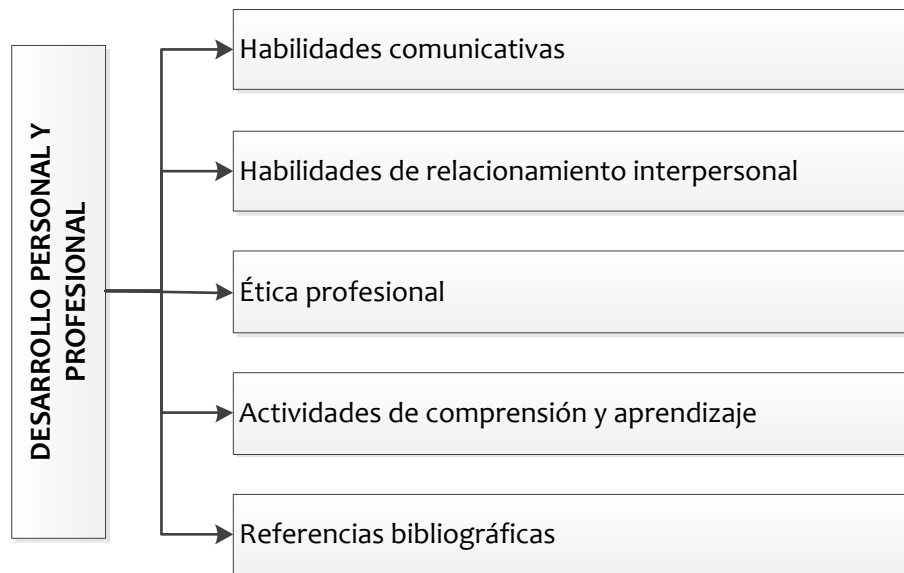 DESARROLLO PERSONAL Y
PROFESIONAL
Habilidades comunicativas
Habilidades de relacionamiento interpersonal
Ética profesional
Actividades de comprensión y aprendizaje
Referencias bibliográficas